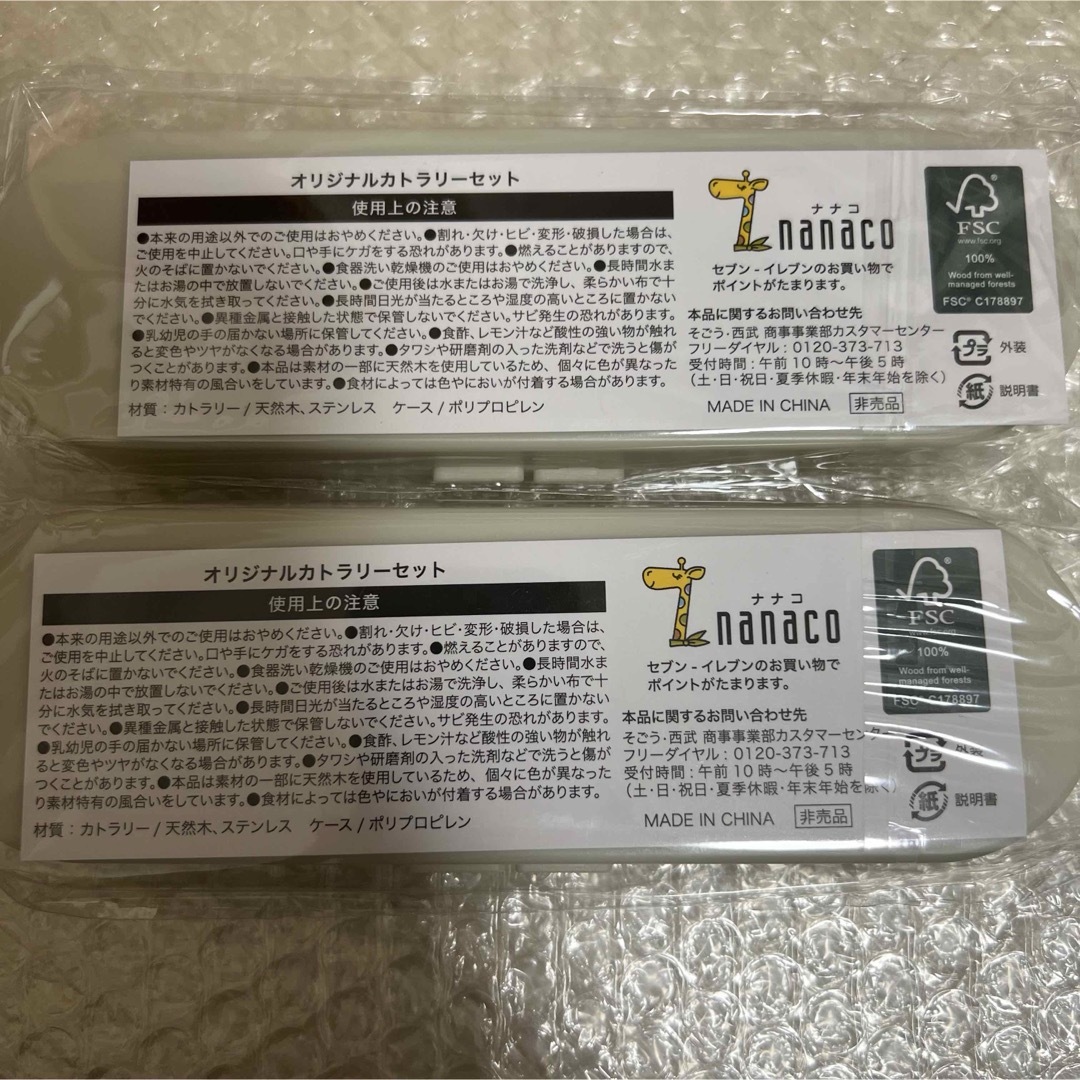 オリジナルカトラリーセット
使用上の注意
●本来の用途以外でのご使用はおやめください。●割れ・欠け・ヒビ・変形・破損した場合は、
ご使用を中止してください。口や手にケガをする恐れがあります。●燃えることがありますので、
火のそばに置かないでください。●食器洗い乾燥機のご使用はおやめください。●長時間水ま
たはお湯の中で放置しないでください。●ご使用後は水またはお湯で洗浄し、柔らかい布で十
分に水気を拭き取ってください。●長時間日光が当たるところや湿度の高いところに置かない
でください。●異種金属と接触した状態で保管しないでください。サビ発生の恐れがあります。
●乳幼児の手の届かない場所に保管してください。●食酢、レモン汁など酸性の強い物が触れ
ると変色やツヤがなくなる場合があります。●タワシや研磨剤の入った洗剤などで洗うと傷が
つくことがあります。●本品は素材の一部に天然木を使用しているため、個々に色が異なった
り素材特有の風合いをしています。●食材によっては色やにおいが付着する場合があります。
材質：カトラリー/天然木、ステンレス　ケース/ポリプロピレン
ナナコ
nanaco
セブン‐イレブンのお買い物で
ポイントがたまります。
本品に関するお問い合わせ先
そごう・西武 商事事業部カスタマーセンター
フリーダイヤル：0120-373-713
受付時間：午前10時～午後5時
（土・日・祝日・夏季休暇・年末年始を除く）
MADE IN CHINA 非売品
FSC
www.fsc.org
100%
Wood from well-
managed forests
FSC® C178897
プラ 外装
紙 説明書
オリジナルカトラリーセット
使用上の注意
●本来の用途以外でのご使用はおやめください。●割れ・欠け・ヒビ・変形・破損した場合は、
ご使用を中止してください。口や手にケガをする恐れがあります。●燃えることがありますので、
火のそばに置かないでください。●食器洗い乾燥機のご使用はおやめください。●長時間水ま
たはお湯の中で放置しないでください。●ご使用後は水またはお湯で洗浄し、柔らかい布で十
分に水気を拭き取ってください。●長時間日光が当たるところや湿度の高いところに置かない
でください。●異種金属と接触した状態で保管しないでください。サビ発生の恐れがあります。
●乳幼児の手の届かない場所に保管してください。●食酢、レモン汁など酸性の強い物が触れ
ると変色やツヤがなくなる場合があります。●タワシや研磨剤の入った洗剤などで洗うと傷が
つくことがあります。●本品は素材の一部に天然木を使用しているため、個々に色が異なった
り素材特有の風合いをしています。●食材によっては色やにおいが付着する場合があります。
材質：カトラリー/天然木、ステンレス　ケース/ポリプロピレン
ナナコ
nanaco
セブン‐イレブンのお買い物で
ポイントがたまります。
本品に関するお問い合わせ先
そごう・西武 商事事業部カスタマーセンター
フリーダイヤル：0120-373-713
受付時間：午前10時～午後5時
（土・日・祝日・夏季休暇・年末年始を除く）
MADE IN CHINA 非売品
FSC
100%
Wood from well-
managed forests
FSC C178897
プラ 外装
紙 説明書